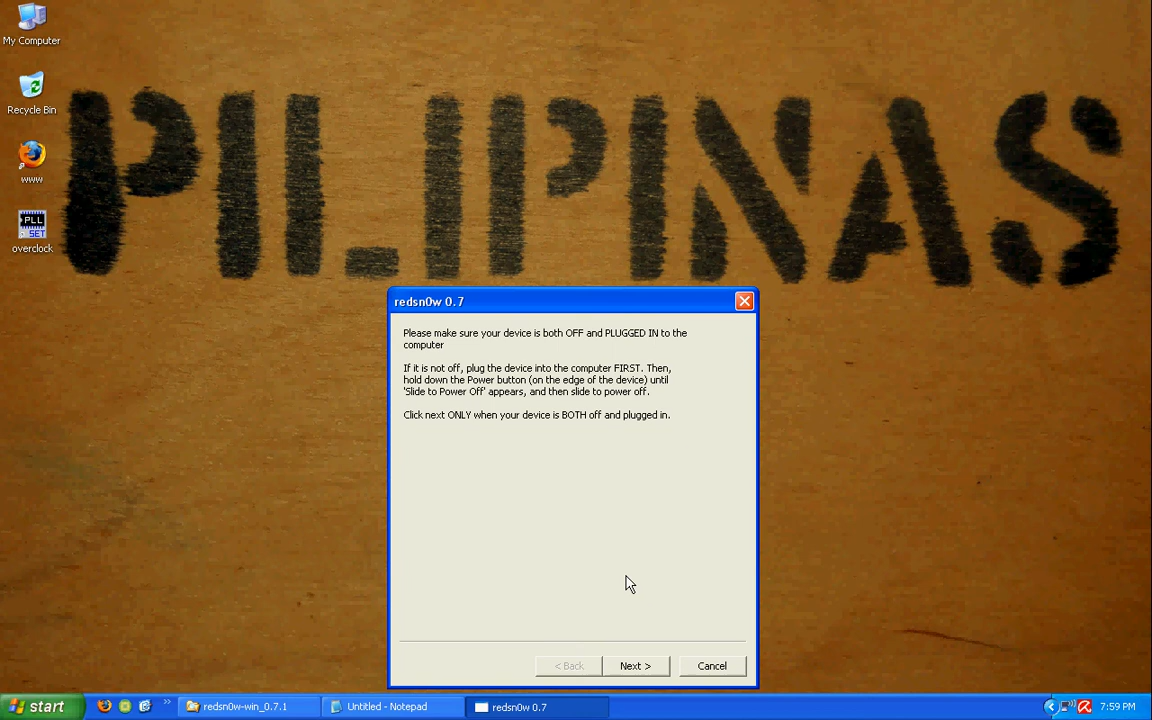 My Computer
Recycle Bin
www
PLL
SET
overclock
PILIPINAS
redsn0w 0.7
Please make sure your device is both OFF and PLUGGED IN to the
computer
If it is not off, plug the device into the computer FIRST. Then,
hold down the Power button (on the edge of the device) until
'Slide to Power Off' appears, and then slide to power off.
Click next ONLY when your device is BOTH off and plugged in.
< Back
Next >
Cancel
start
redsn0w-win_0.7.1
Untitled - Notepad
redsn0w 0.7
7:59 PM